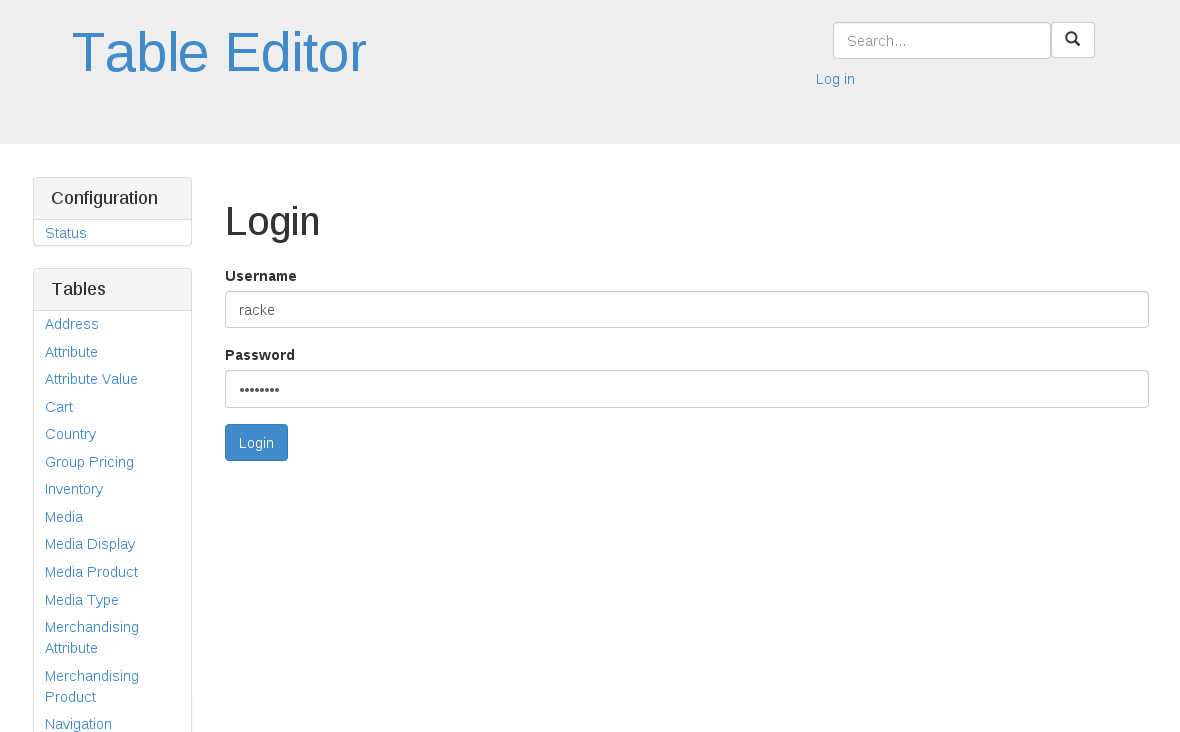 Table Editor
Search...
Log in
Configuration
Status
Tables
Address
Attribute
Attribute Value
Cart
Country
Group Pricing
Inventory
Media
Media Display
Media Product
Media Type
Merchandising
Attribute
Merchandising
Product
Navigation
Login
Username
racke
Password
••••••••
Login